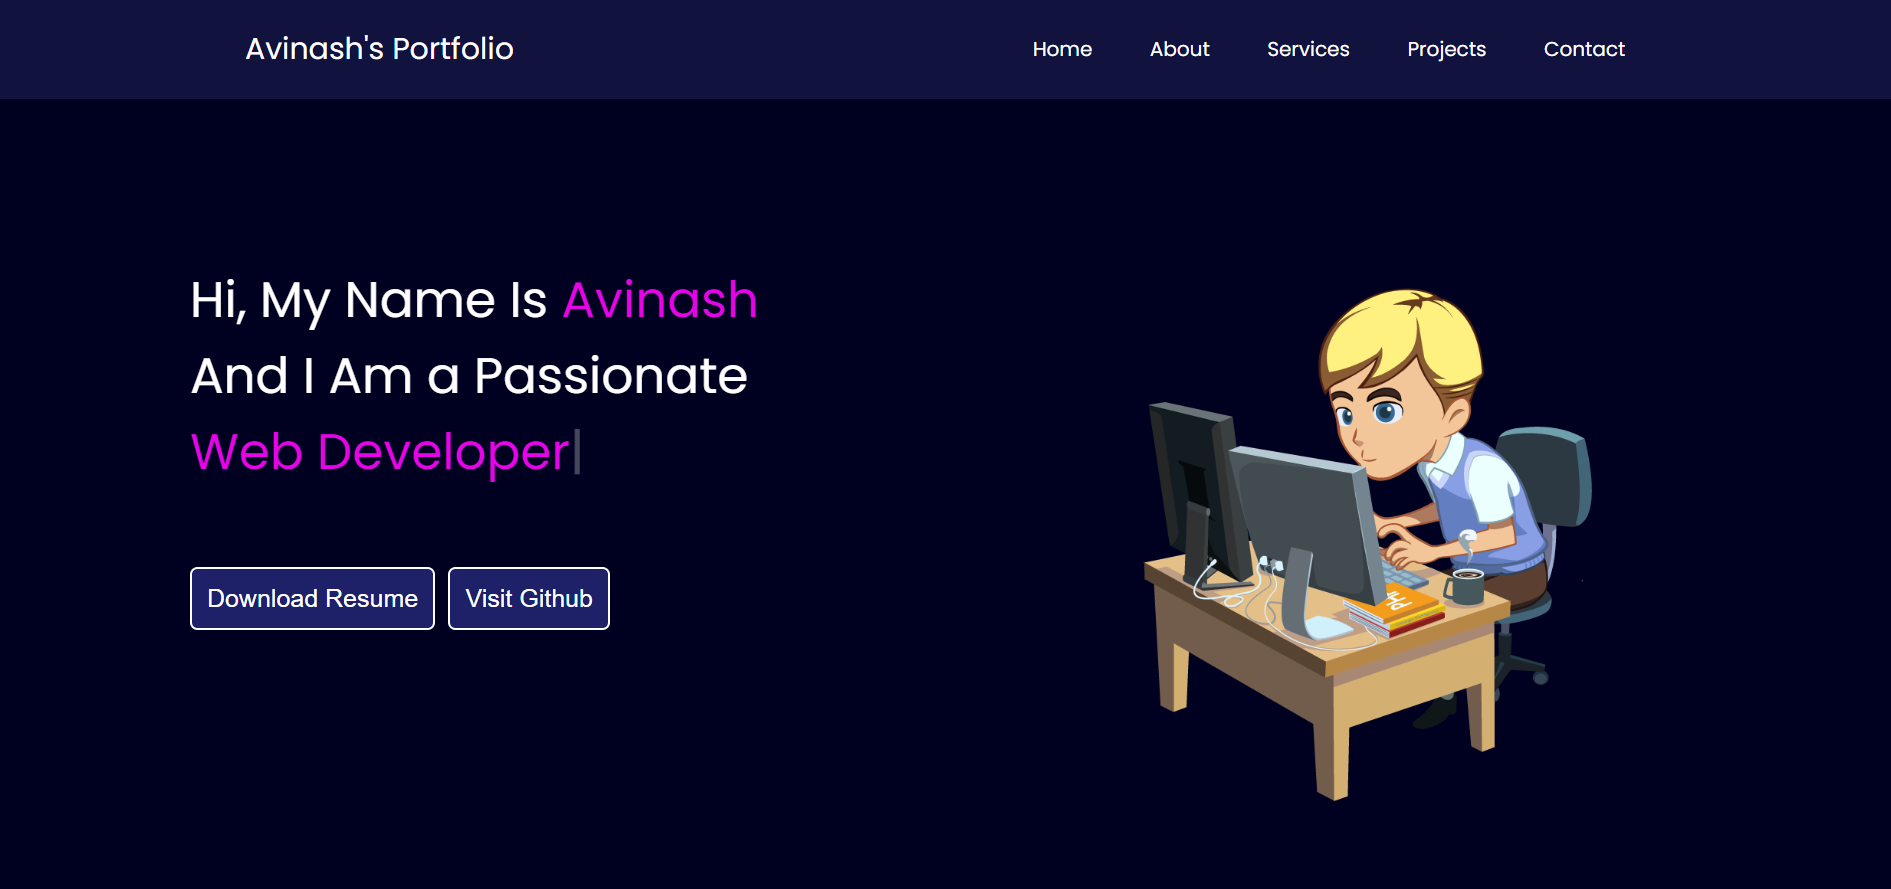 Avinash's Portfolio
Home About Services Projects Contact
Hi, My Name Is Avinash
And I Am a Passionate
Web Developer|
Download Resume Visit Github